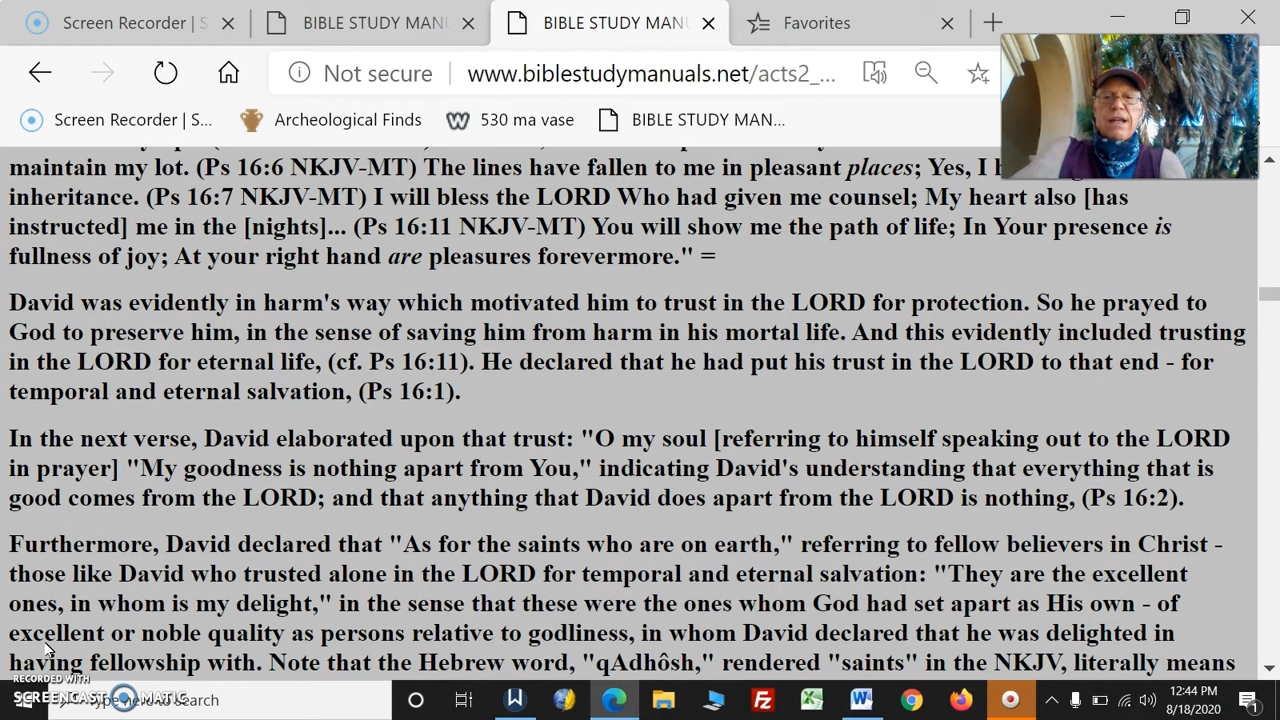 Screen Recorder | S
BIBLE STUDY MANU
BIBLE STUDY MANU
Favorites
Not secure
www.biblestudymanuals.net/acts2_...
Screen Recorder | S...
Archeological Finds
530 ma vase
BIBLE STUDY MAN...
maintain my lot. (Ps 16:6 NKJV-MT) The lines have fallen to me in pleasant places; Yes, I
inheritance. (Ps 16:7 NKJV-MT) I will bless the LORD Who had given me counsel; My heart also [has
instructed] me in the [nights]... (Ps 16:11 NKJV-MT) You will show me the path of life; In Your presence is
fullness of joy; At your right hand are pleasures forevermore." =
David was evidently in harm's way which motivated him to trust in the LORD for protection. So he prayed to
God to preserve him, in the sense of saving him from harm in his mortal life. And this evidently included trusting
in the LORD for eternal life, (cf. Ps 16:11). He declared that he had put his trust in the LORD to that end - for
temporal and eternal salvation, (Ps 16:1).
In the next verse, David elaborated upon that trust: "O my soul [referring to himself speaking out to the LORD
in prayer] "My goodness is nothing apart from You," indicating David's understanding that everything that is
good comes from the LORD; and that anything that David does apart from the LORD is nothing, (Ps 16:2).
Furthermore, David declared that "As for the saints who are on earth," referring to fellow believers in Christ -
those like David who trusted alone in the LORD for temporal and eternal salvation: "They are the excellent
ones, in whom is my delight," in the sense that these were the ones whom God had set apart as His own - of
excellent or noble quality as persons relative to godliness, in whom David declared that he was delighted in
having fellowship with. Note that the Hebrew word, "qAdhôsh," rendered "saints" in the NKJV, literally means
RECORDED WITH
SCREENCAST MATIC
Type here to search
12:44 PM
8/18/2020
1